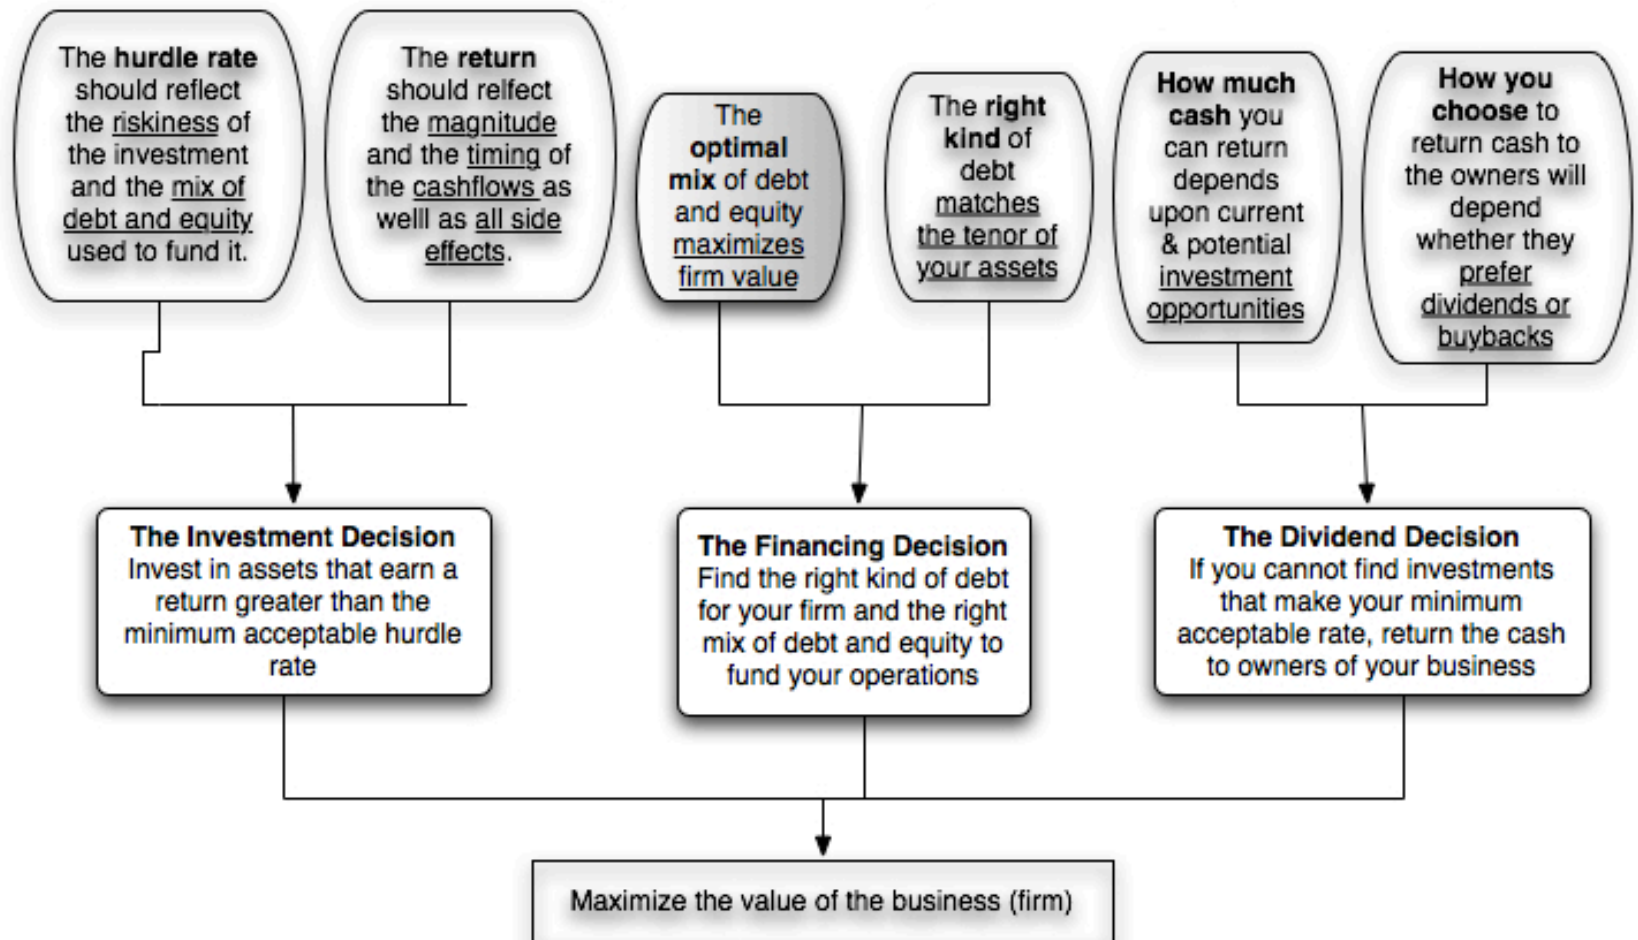 The hurdle rate
should reflect
the riskiness of
the investment
and the mix of
debt and equity
used to fund it.
The return
should relfect
the magnitude
and the timing of
the cashflows as
welll as all side
effects.
The
optimal
mix of debt
and equity
maximizes
firm value
The right
kind of
debt
matches
the tenor of
your assets
How much
cash you
can return
depends
upon current
& potential
investment
opportunities
How you
choose to
return cash to
the owners will
depend
whether they
prefer
dividends or
buybacks
The Investment Decision
Invest in assets that earn a
return greater than the
minimum acceptable hurdle
rate
The Financing Decision
Find the right kind of debt
for your firm and the right
mix of debt and equity to
fund your operations
The Dividend Decision
If you cannot find investments
that make your minimum
acceptable rate, return the cash
to owners of your business
Maximize the value of the business (firm)